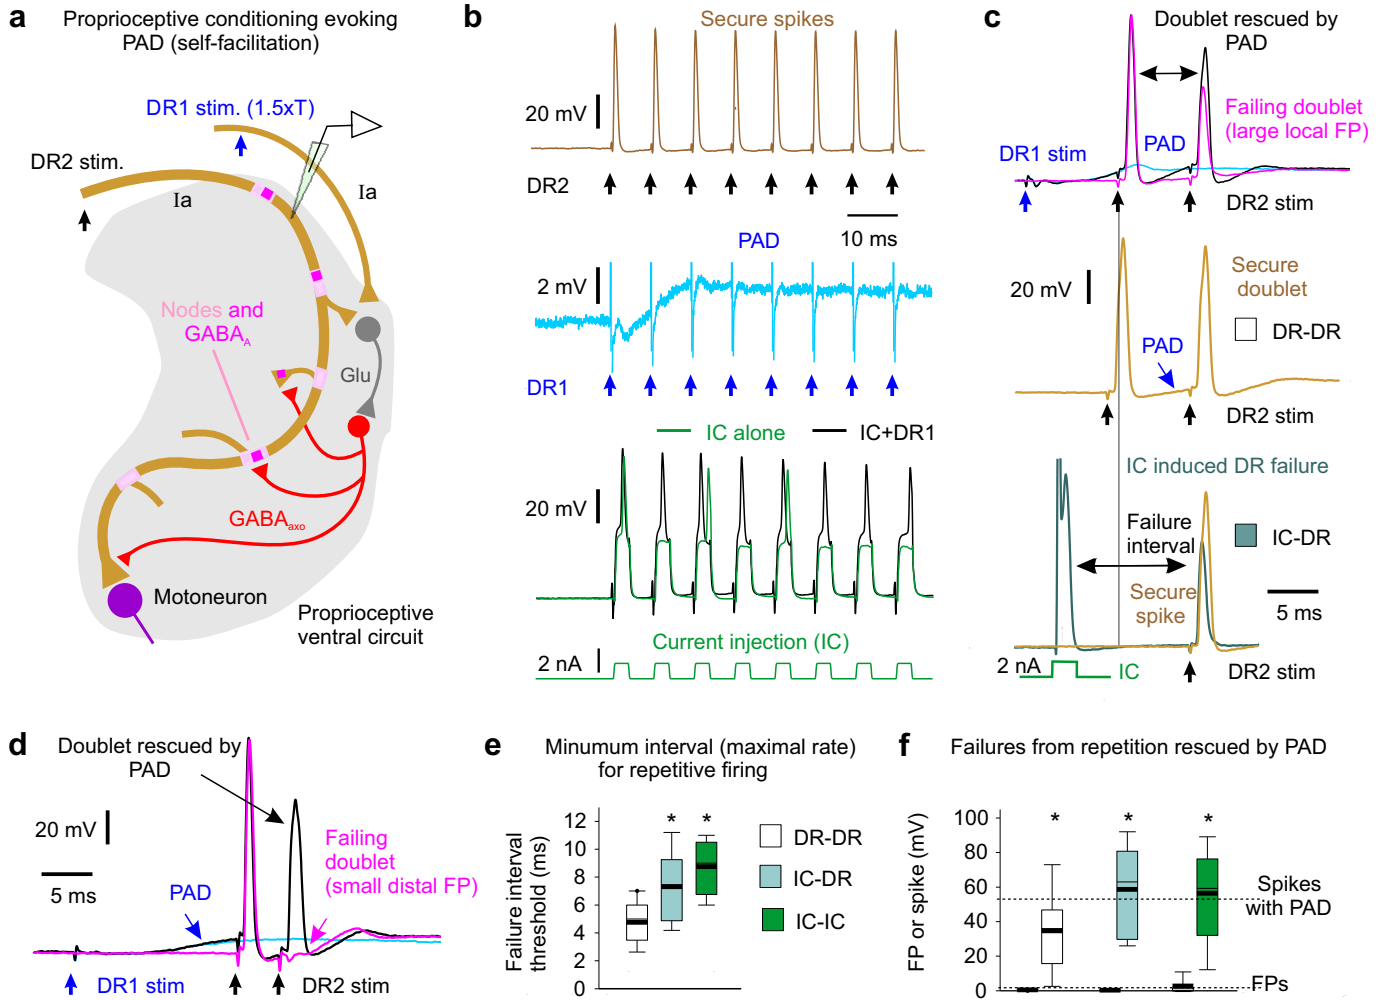 a
Proprioceptive conditioning evoking
PAD (self-facilitation)
DR1 stim. (1.5xT)
DR2 stim.
Ia
Ia
Nodes and
GABAA
Glu
GABAaxo
Motoneuron
Proprioceptive
ventral circuit
b
Secure spikes
20 mV
DR2
10 ms
PAD
2 mV
DR1
IC alone
IC+DR1
20 mV
Current injection (IC)
2 nA
c
Doublet rescued by
PAD
Failing doublet
(large local FP)
PAD
DR1 stim
DR2 stim
20 mV
Secure
doublet
DR-DR
PAD
DR2 stim
IC induced DR failure
Failure
interval
IC-DR
Secure
spike
5 ms
2 nA
IC
DR2 stim
d
Doublet rescued by
PAD
20 mV
5 ms
PAD
Failing
doublet
(small distal FP)
DR1 stim
DR2 stim
e
Minumum interval (maximal rate)
for repetitive firing
Failure interval
threshold (ms)
12
10
8
6
4
2
0
* *
DR-DR
IC-DR
IC-IC
f
Failures from repetition rescued by PAD
FP or spike (mV)
100
80
60
40
20
0
* * *
Spikes
with PAD
FPs